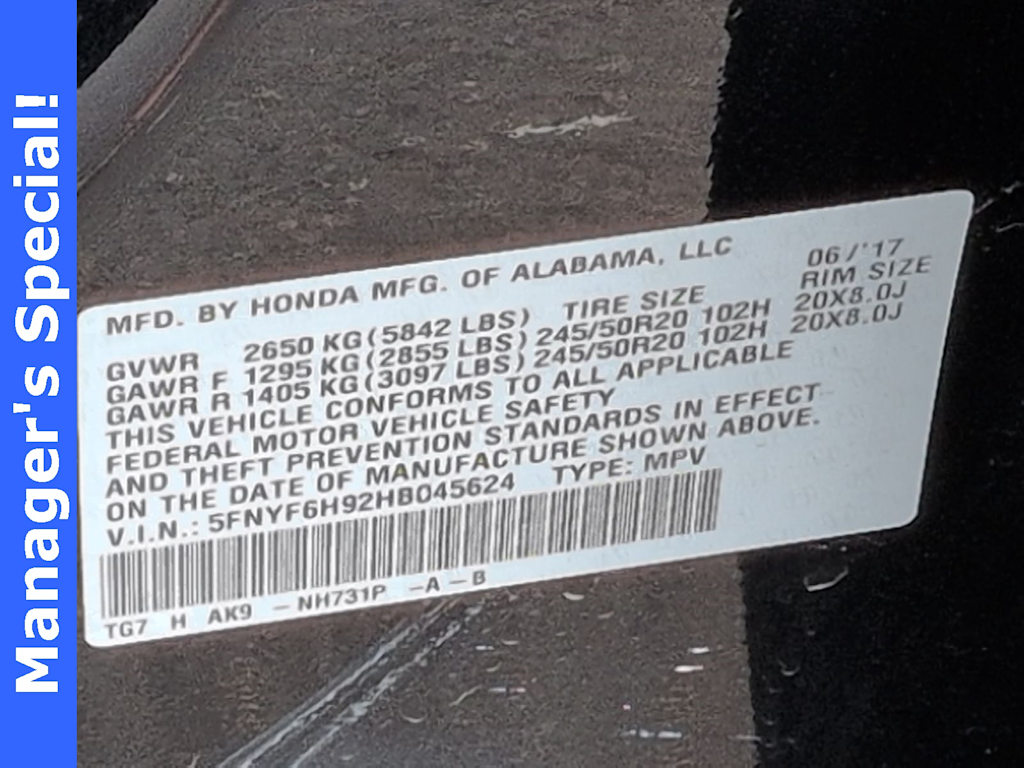 Manager's Special!
MFD. BY HONDA MFG. OF ALABAMA, LLC 06/'17
GVWR 2650 KG(5842 LBS) TIRE SIZE RIM SIZE
GAWR F 1295 KG(2855 LBS) 245/50R20 102H 20X8.0J
GAWR R 1405 KG(3097 LBS) 245/50R20 102H 20X8.0J
THIS VEHICLE CONFORMS TO ALL APPLICABLE
FEDERAL MOTOR VEHICLE SAFETY
AND THEFT PREVENTION STANDARDS IN EFFECT
ON THE DATE OF MANUFACTURE SHOWN ABOVE.
V.I.N.: 5FNYF6H92HB045624 TYPE: MPV
TG7 H AK9 -NH731P -A -B